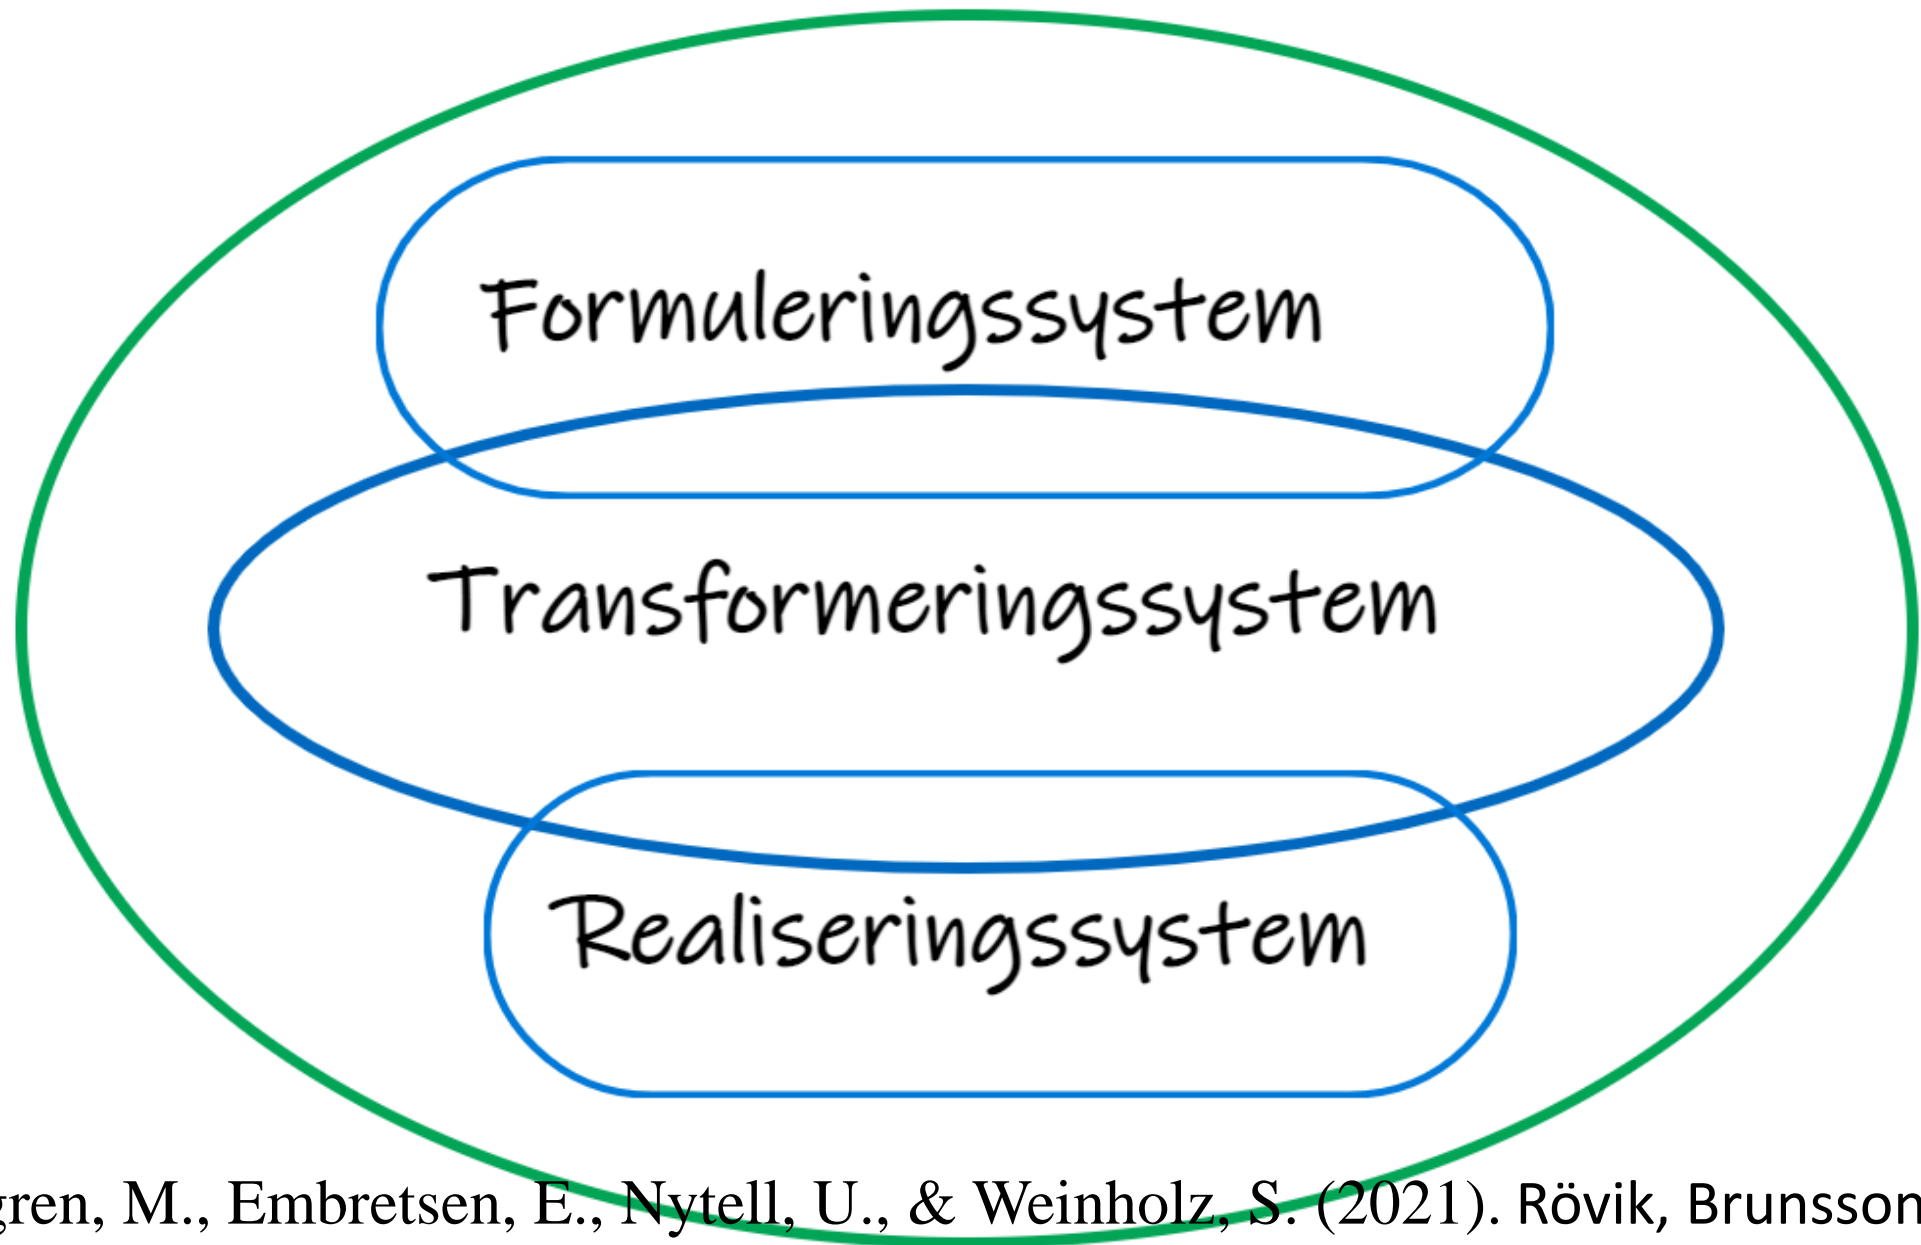 Formuleringssystem
Transformeringssystem
Realiseringssystem
gren, M., Embretsen, E., Nytell, U., & Weinholz, S. (2021). Rövik, Brunsson